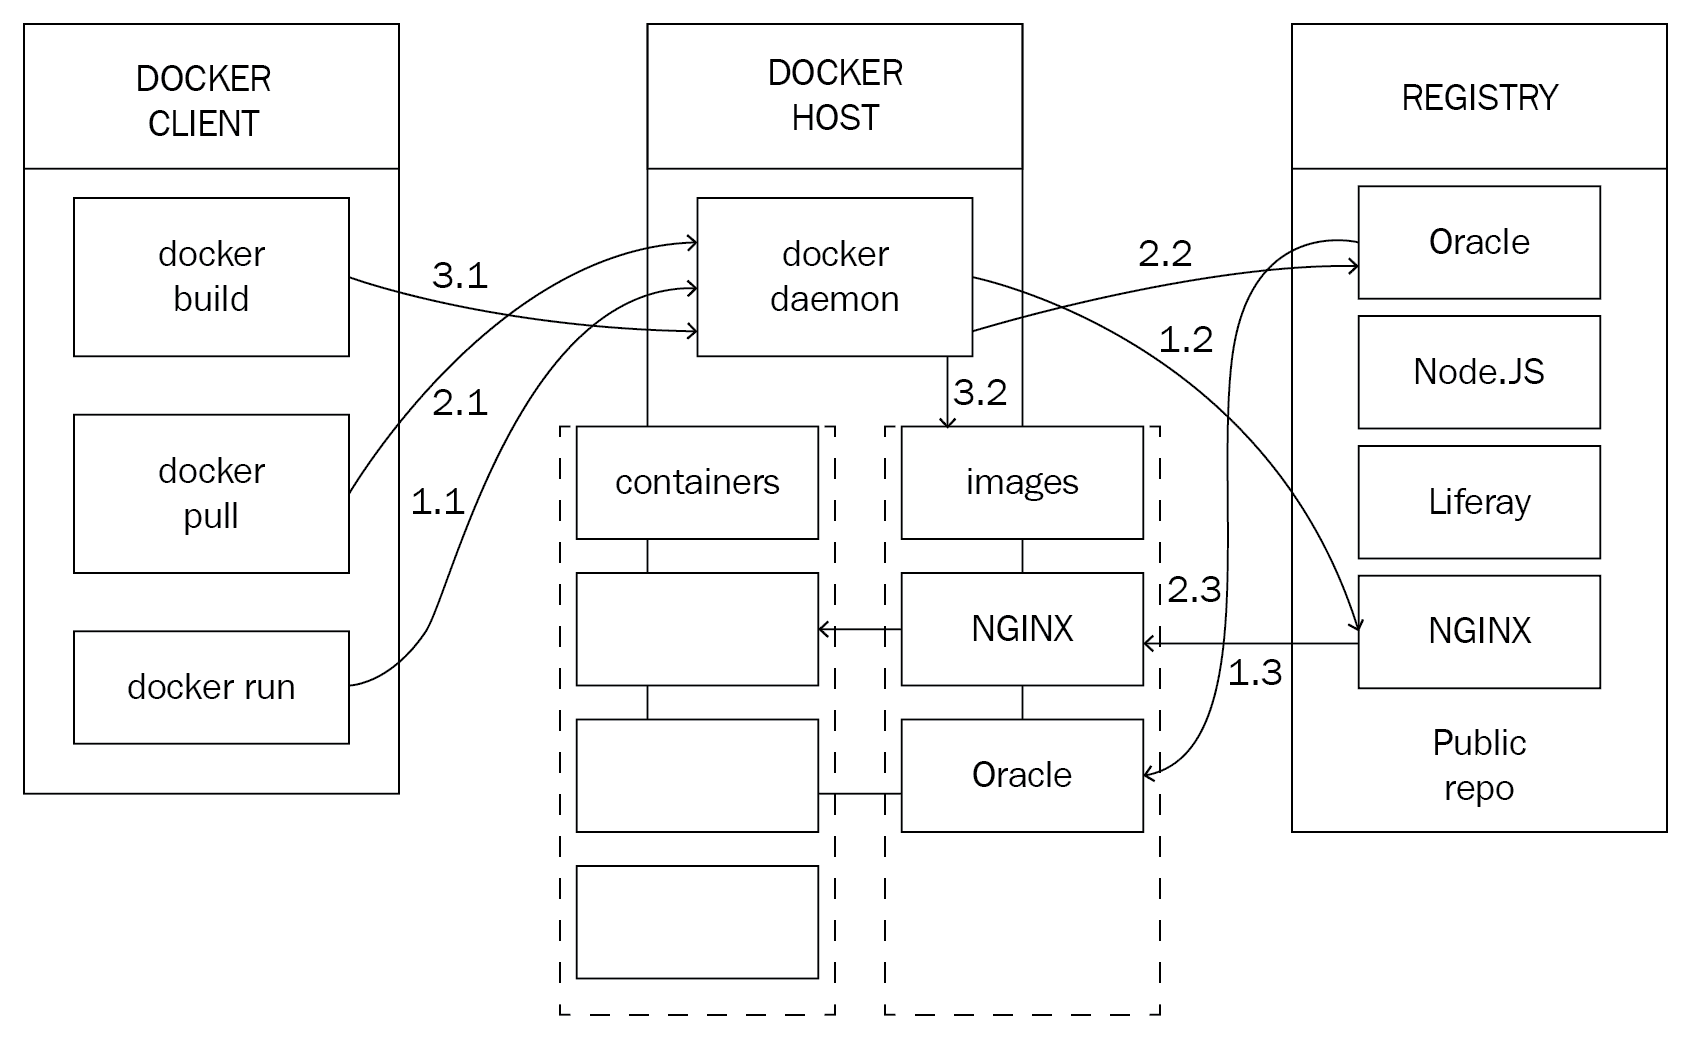 DOCKER
CLIENT
docker
build
docker
pull
docker run
3.1
2.1
1.1
DOCKER
HOST
docker
daemon
3.2
containers
images
NGINX
Oracle
2.2
1.2
2.3
1.3
REGISTRY
Oracle
Node.JS
Liferay
NGINX
Public
repo